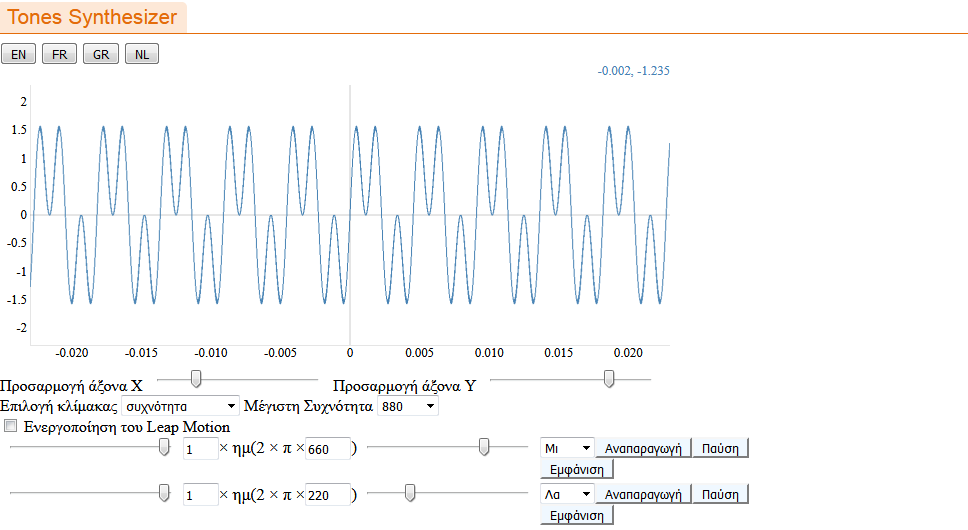 Tones Synthesizer
EN FR GR NL
-0.002, -1.235
2
1.5
1
0.5
0
-0.5
-1
-1.5
-2
-0.020 -0.015 -0.010 -0.005 0 0.005 0.010 0.015 0.020
Προσαρμογή άξονα X Προσαρμογή άξονα Y
Επιλογή κλίμακας συχνότητα Μέγιστη Συχνότητα 880
Ενεργοποίηση του Leap Motion
1 × ημ(2 × π × 660 ) Μι Αναπαραγωγή Παύση
Εμφάνιση
1 × ημ(2 × π × 220 ) Λα Αναπαραγωγή Παύση
Εμφάνιση